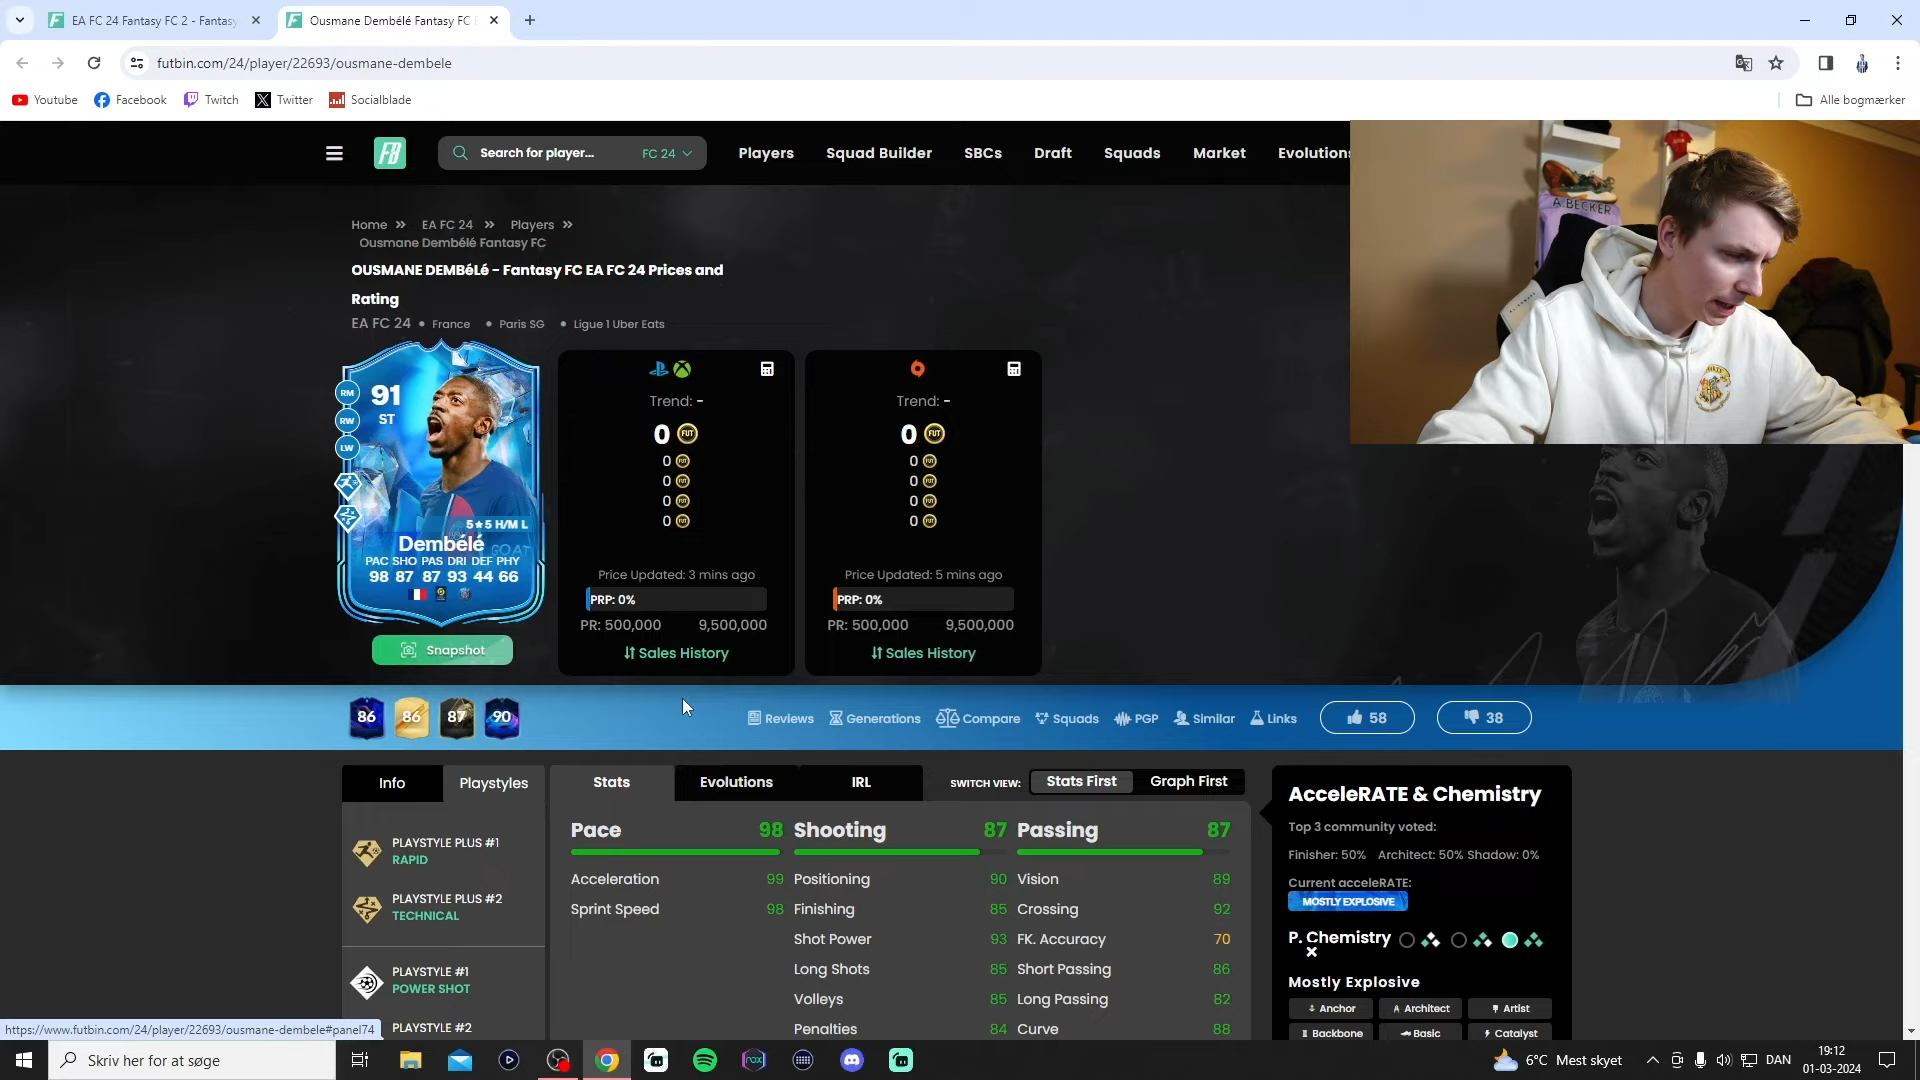 EA FC 24 Fantasy FC 2 - Fantasy
Ousmane Dembélé Fantasy FC E
futbin.com/24/player/22693/ousmane-dembele
Youtube
Facebook
Twitch
Twitter
Socialblade
Alle bogmærker
Search for player...
FC 24
Players
Squad Builder
SBCs
Draft
Squads
Market
Evolutions
A.BECKER
Home » EA FC 24 » Players »
Ousmane Dembélé Fantasy FC
OUSMANE DEMBéLé - Fantasy FC EA FC 24 Prices and
Rating
EA FC 24 • France • Paris SG • Ligue 1 Uber Eats
RM
RW
LW
91
ST
5★5 H/M L
Dembélé
GOAT
PAC SHO PAS DRI DEF PHY
98 87 87 93 44 66
Snapshot
Trend: -
0 FUT
0
0
0
0
Price Updated: 3 mins ago
PRP: 0%
PR: 500,000 9,500,000
Sales History
Trend: -
0 FUT
0
0
0
0
Price Updated: 5 mins ago
PRP: 0%
PR: 500,000 9,500,000
Sales History
86 86 87 90
Reviews Generations Compare Squads PGP Similar Links 58 38
Info Playstyles
PLAYSTYLE PLUS #1
RAPID
PLAYSTYLE PLUS #2
TECHNICAL
PLAYSTYLE #1
POWER SHOT
PLAYSTYLE #2
Stats Evolutions IRL SWITCH VIEW: Stats First Graph First
Pace 98
Acceleration 99
Sprint Speed 98
Shooting 87
Positioning 90
Finishing 85
Shot Power 93
Long Shots 85
Volleys 85
Penalties 84
Passing 87
Vision 89
Crossing 92
FK. Accuracy 70
Short Passing 86
Long Passing 82
Curve 88
AcceleRATE & Chemistry
Top 3 community voted:
Finisher: 50% Architect: 50% Shadow: 0%
Current acceleRATE:
MOSTLY EXPLOSIVE
P. Chemistry
Mostly Explosive
Anchor Architect Artist
Backbone Basic Catalyst
https://www.futbin.com/24/player/22693/ousmane-dembele#panel74
Skriv her for at søge
6°C Mest skyet
DAN
19:12
01-03-2024